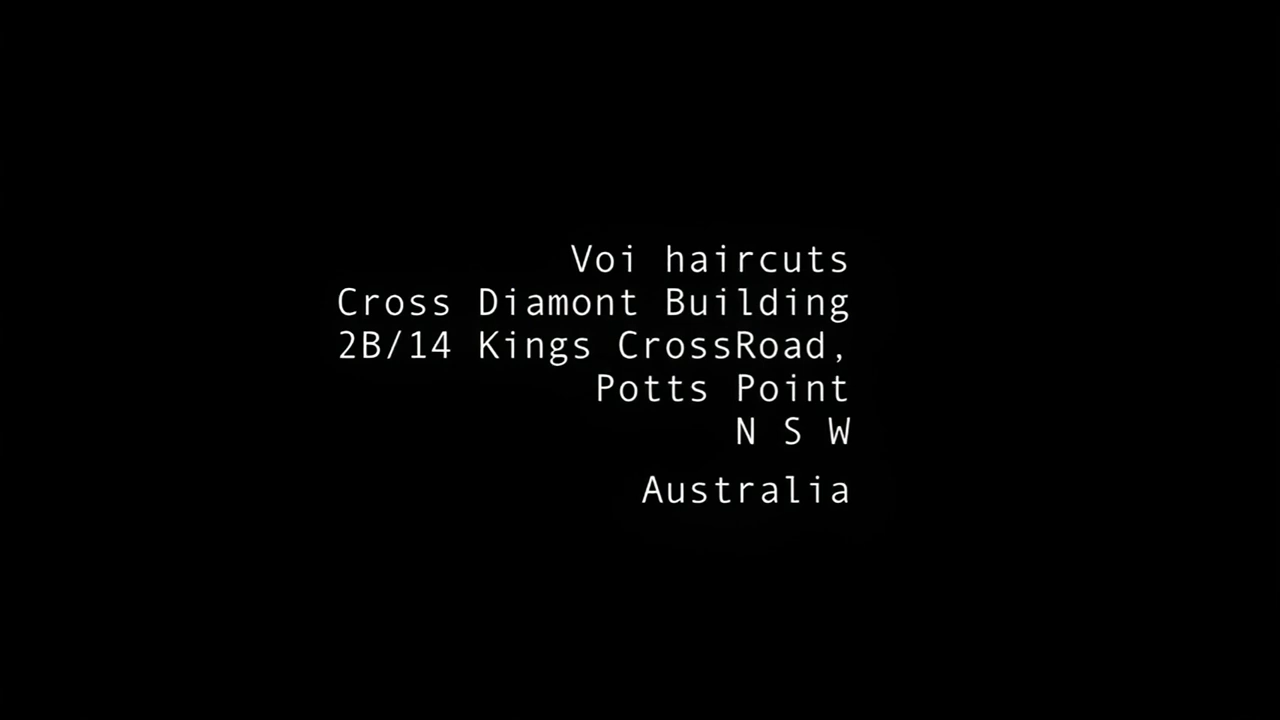 Voi haircuts
Cross Diamont Building
2B/14 Kings CrossRoad,
Potts Point
N S W
Australia